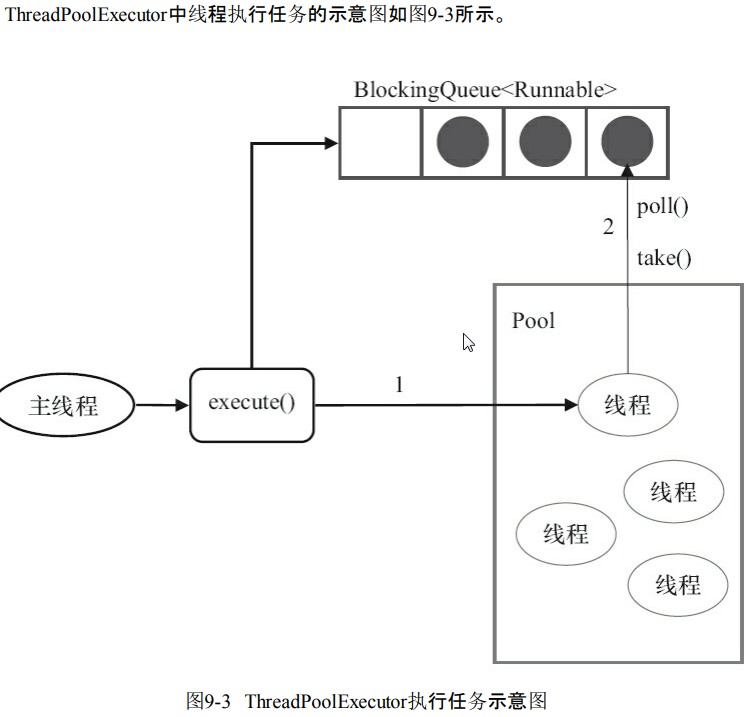 ThreadPoolExecutor中线程执行任务的示意图如图9-3所示。
BlockingQueue<Runnable>
poll()
2
take()
Pool
1
主线程
execute()
线程
线程
线程
线程
图9-3 ThreadPoolExecutor执行任务示意图